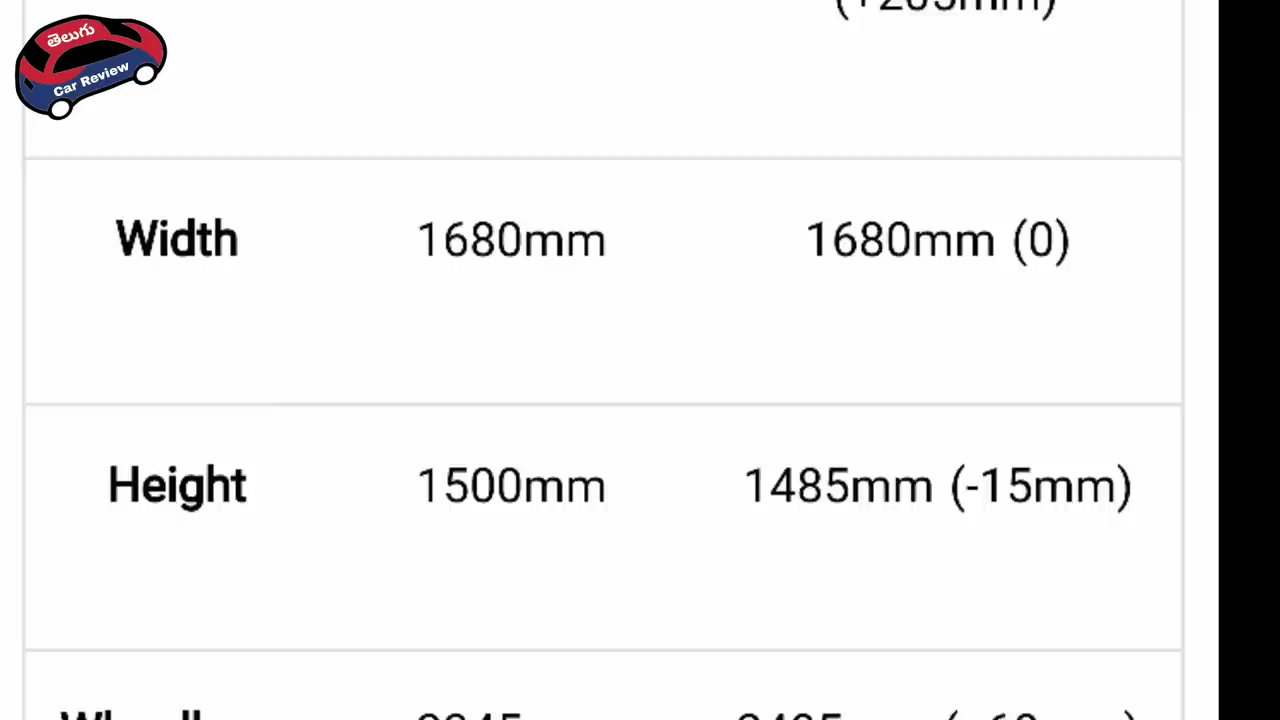 తెలుగు
Car Review
Width 1680mm 1680mm (0)
Height 1500mm 1485mm (-15mm)